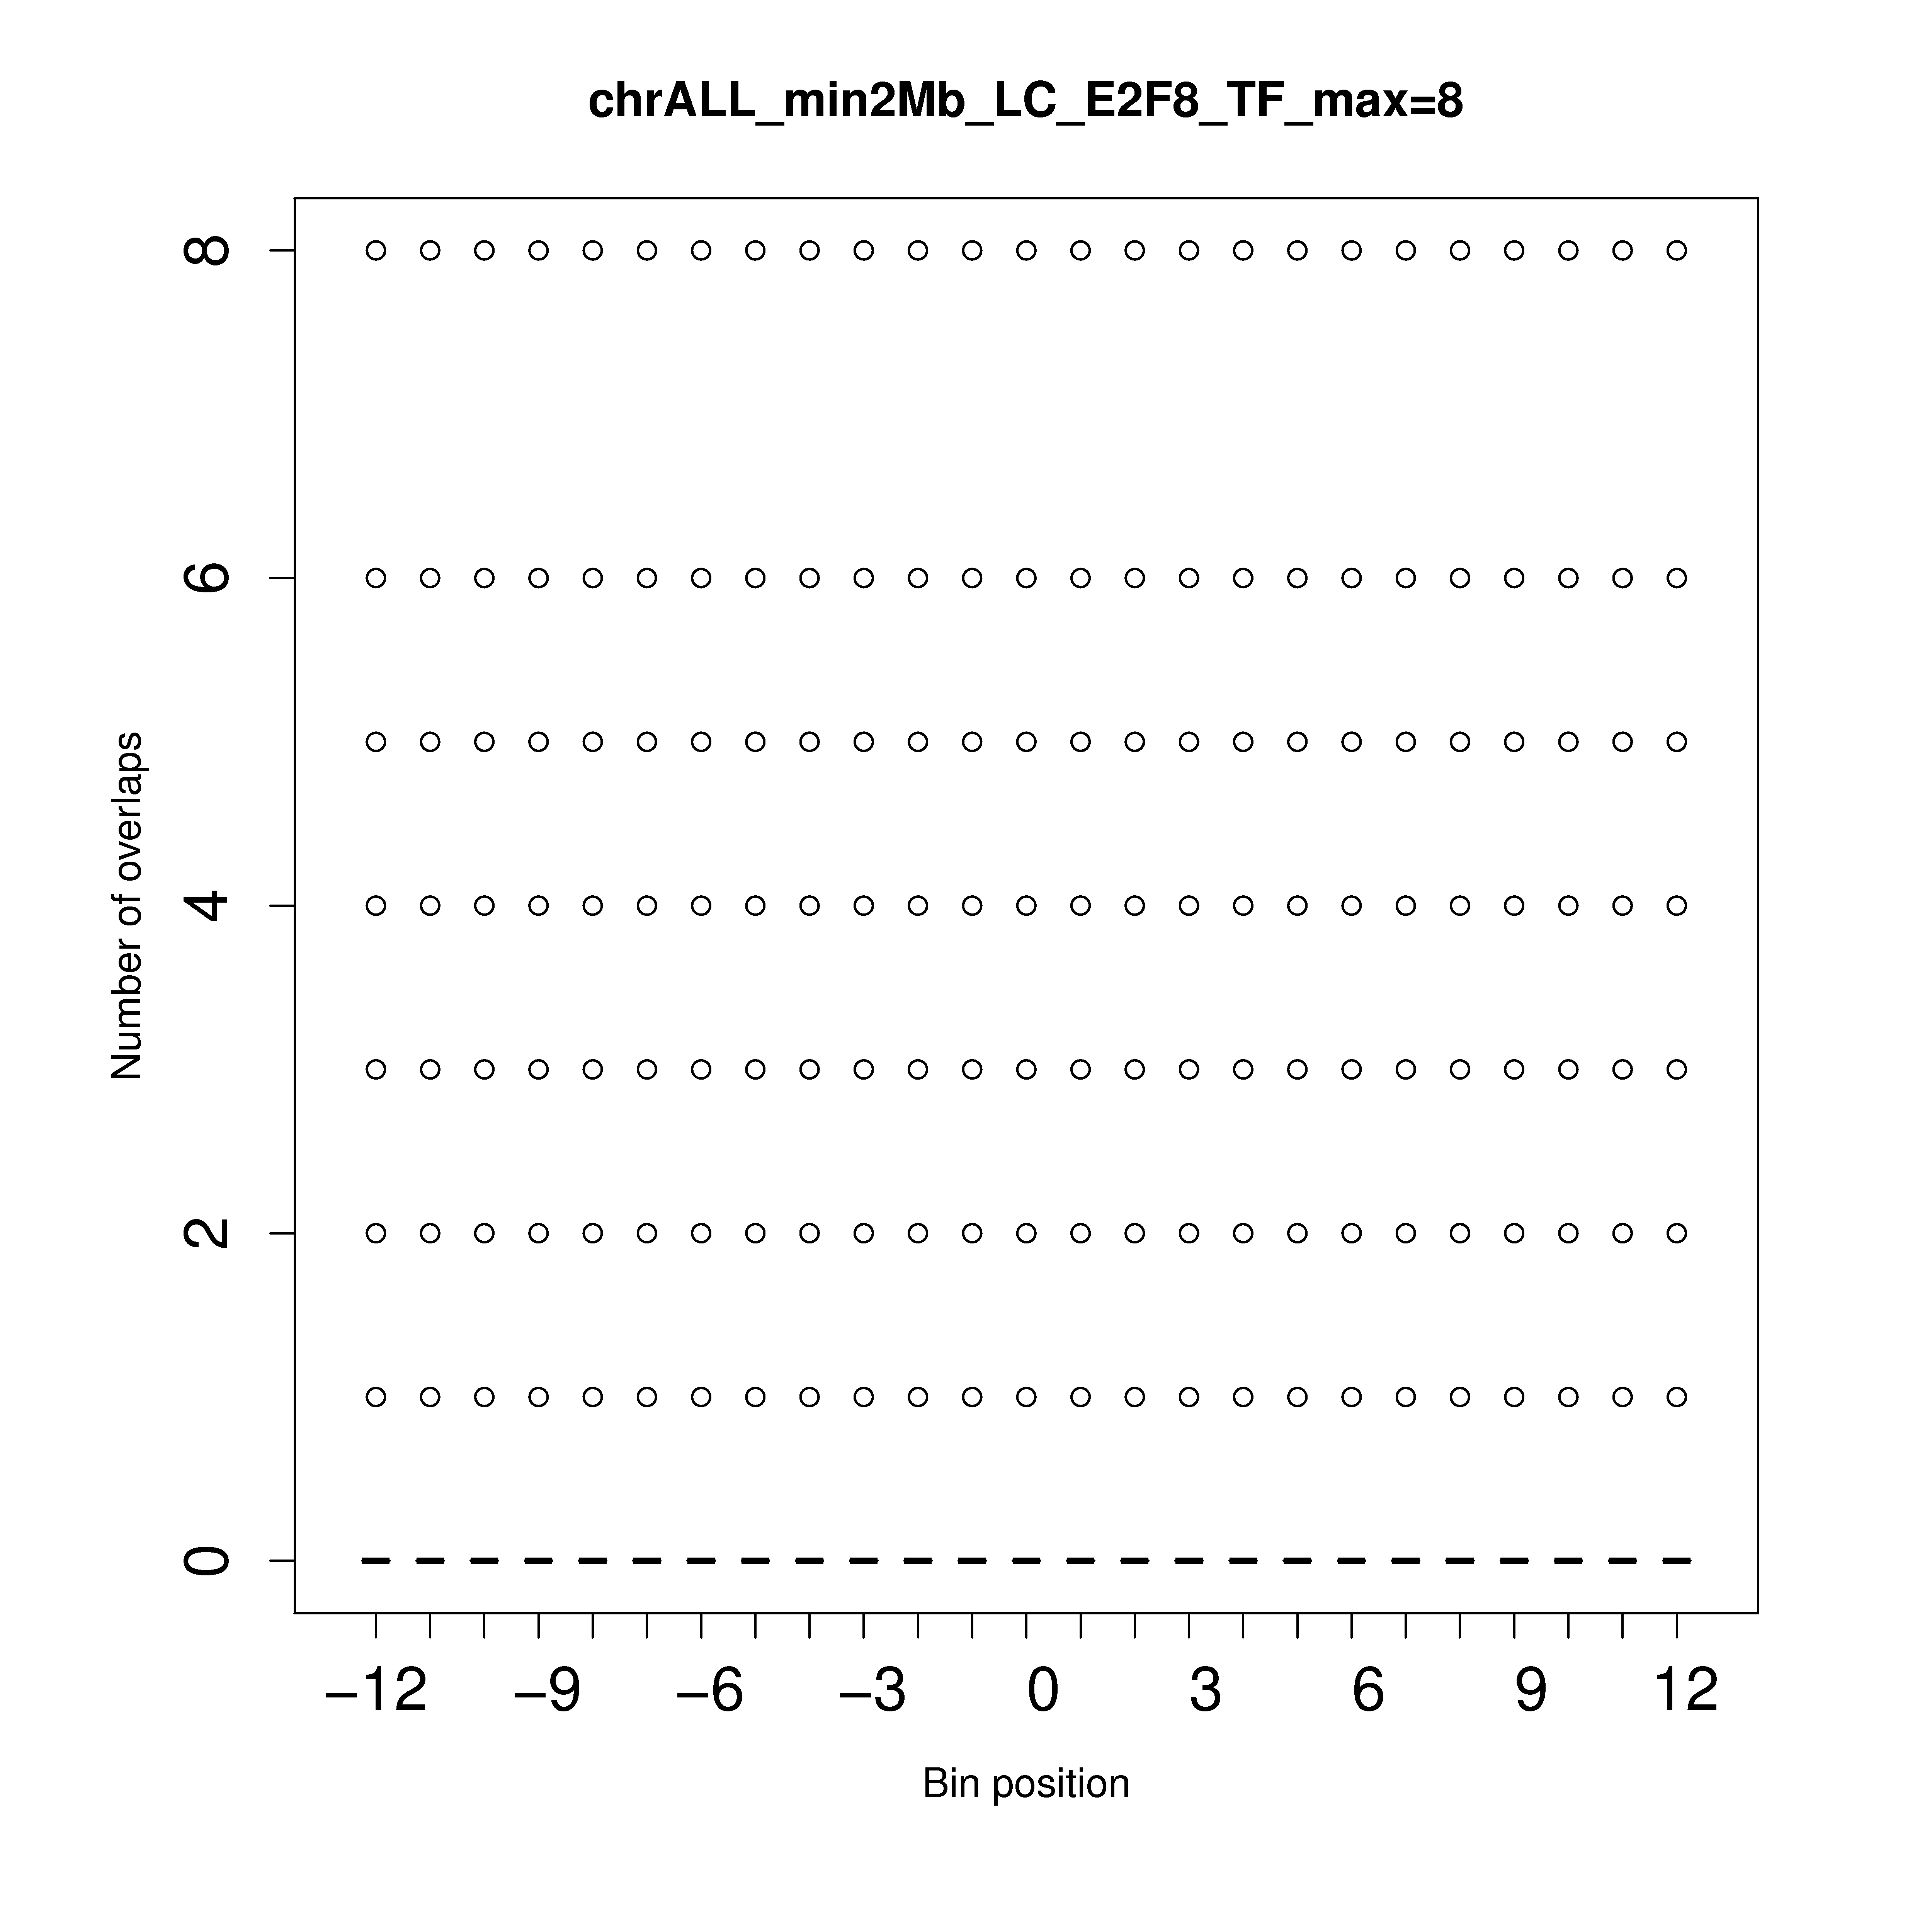 chrALL_min2Mb_LC_E2F8_TF_max=8
8
6
4
2
0
Number of overlaps
−12 −9 −6 −3 0 3 6 9 12
Bin position